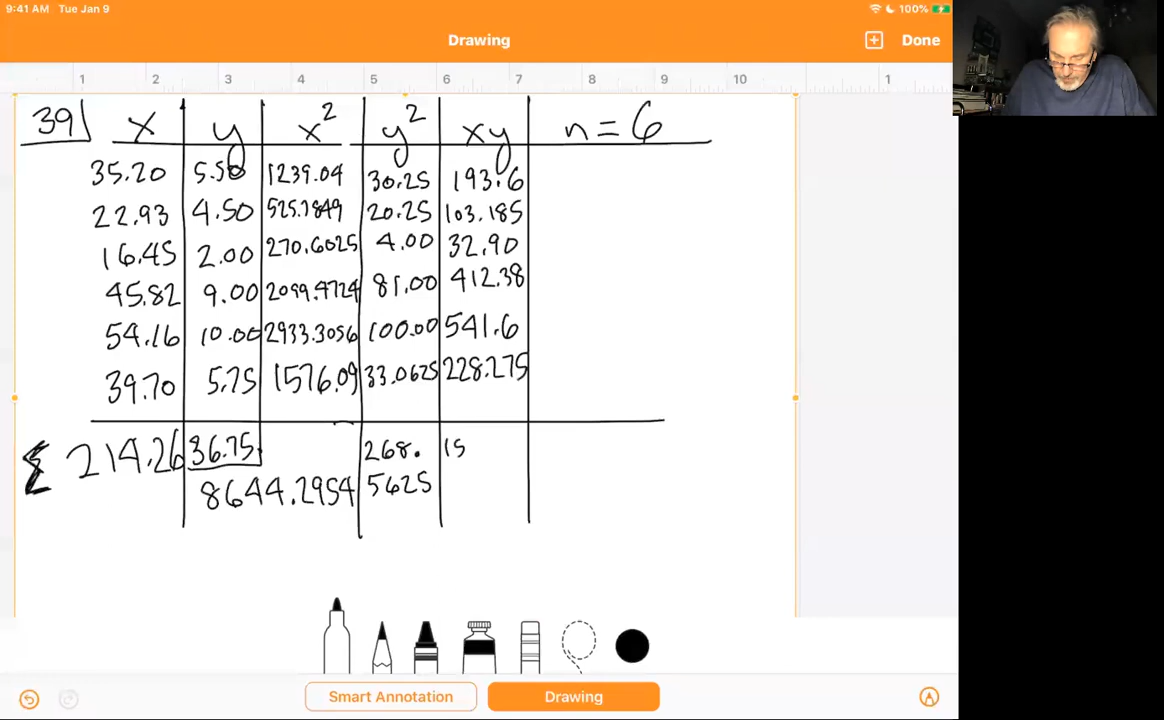 9:41 AM Tue Jan 9 100%
Drawing Done
1 2 3 4 5 6 7 8 9 10 1
39 x y x² y² xy n = 6
35.20 5.50 1239.04 30.25 193.6
22.93 4.50 525.7849 20.25 103.185
16.45 2.00 270.6025 4.00 32.90
45.82 9.00 2099.4724 81.00 412.38
54.16 10.00 2933.3056 100.00 541.6
39.70 5.75 1576.09 33.0625 228.275
Σ 214.26 36.75 268. 15
8644.2954 5625
Smart Annotation Drawing